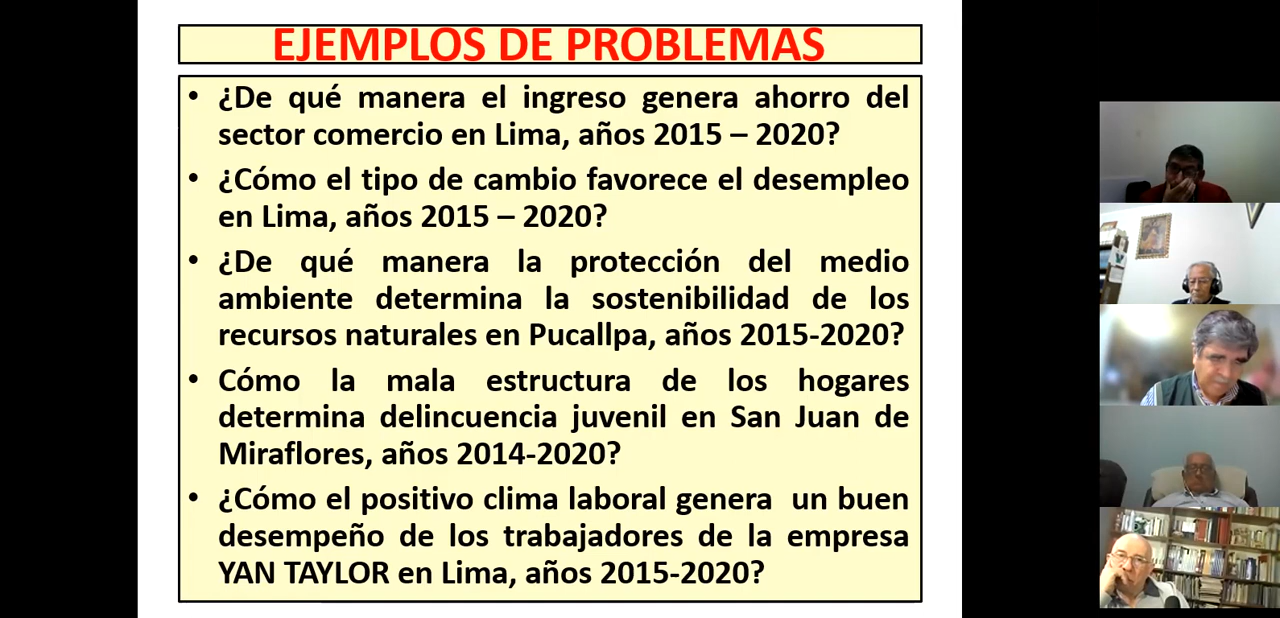 EJEMPLOS DE PROBLEMAS
• ¿De qué manera el ingreso genera ahorro del
sector comercio en Lima, años 2015 – 2020?
• ¿Cómo el tipo de cambio favorece el desempleo
en Lima, años 2015 – 2020?
• ¿De qué manera la protección del medio
ambiente determina la sostenibilidad de los
recursos naturales en Pucallpa, años 2015-2020?
• Cómo la mala estructura de los hogares
determina delincuencia juvenil en San Juan de
Miraflores, años 2014-2020?
• ¿Cómo el positivo clima laboral genera un buen
desempeño de los trabajadores de la empresa
YAN TAYLOR en Lima, años 2015-2020?